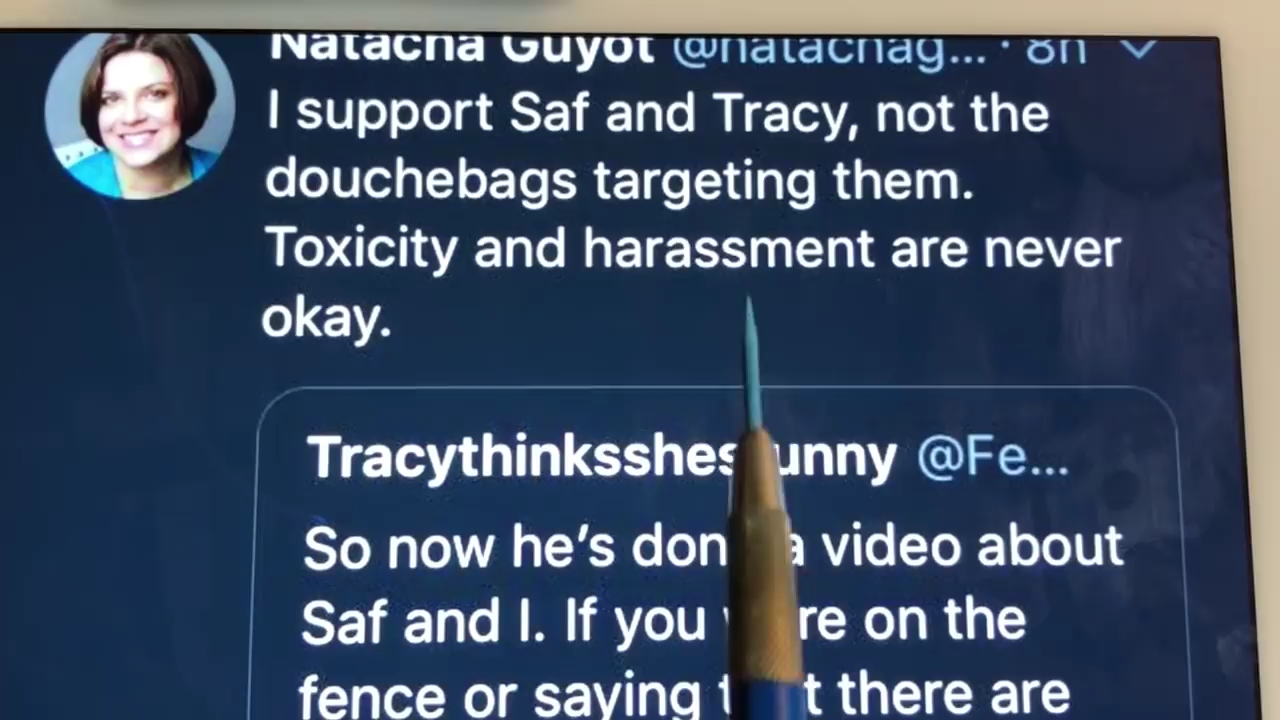 Natacha Guyot @natachag... · 8h
I support Saf and Tracy, not the
douchebags targeting them.
Toxicity and harassment are never
okay.
Tracythinksshes unny @Fe...
So now he's don a video about
Saf and I. If you re on the
fence or saying t t there are